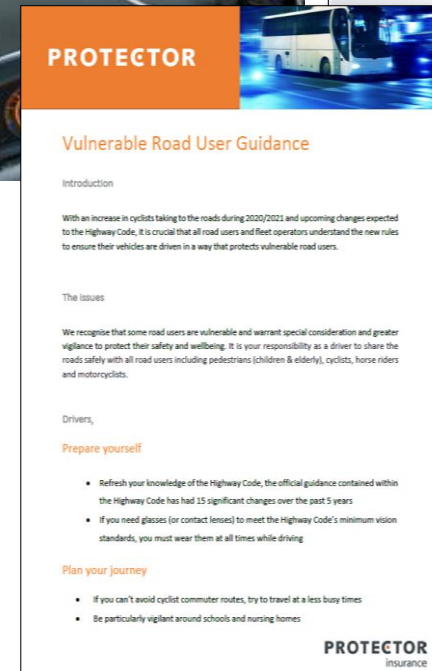 PROTECTOR
Vulnerable Road User Guidance
Introduction
With an increase in cyclists taking to the roads during 2020/2021 and upcoming changes expected
to the Highway Code, it is crucial that all road users and fleet operators understand the new rules
to ensure their vehicles are driven in a way that protects vulnerable road users.
The issues
We recognise that some road users are vulnerable and warrant special consideration and greater
vigilance to protect their safety and wellbeing. It is your responsibility as a driver to share the
roads safely with all road users including pedestrians (children & elderly), cyclists, horse riders
and motorcyclists.
Drivers,
Prepare yourself
• Refresh your knowledge of the Highway Code, the official guidance contained within
the Highway Code has had 15 significant changes over the past 5 years
• If you need glasses (or contact lenses) to meet the Highway Code's minimum vision
standards, you must wear them at all times while driving
Plan your journey
• If you can't avoid cyclist commuter routes, try to travel at a less busy times
• Be particularly vigilant around schools and nursing homes
PROTECTOR
insurance